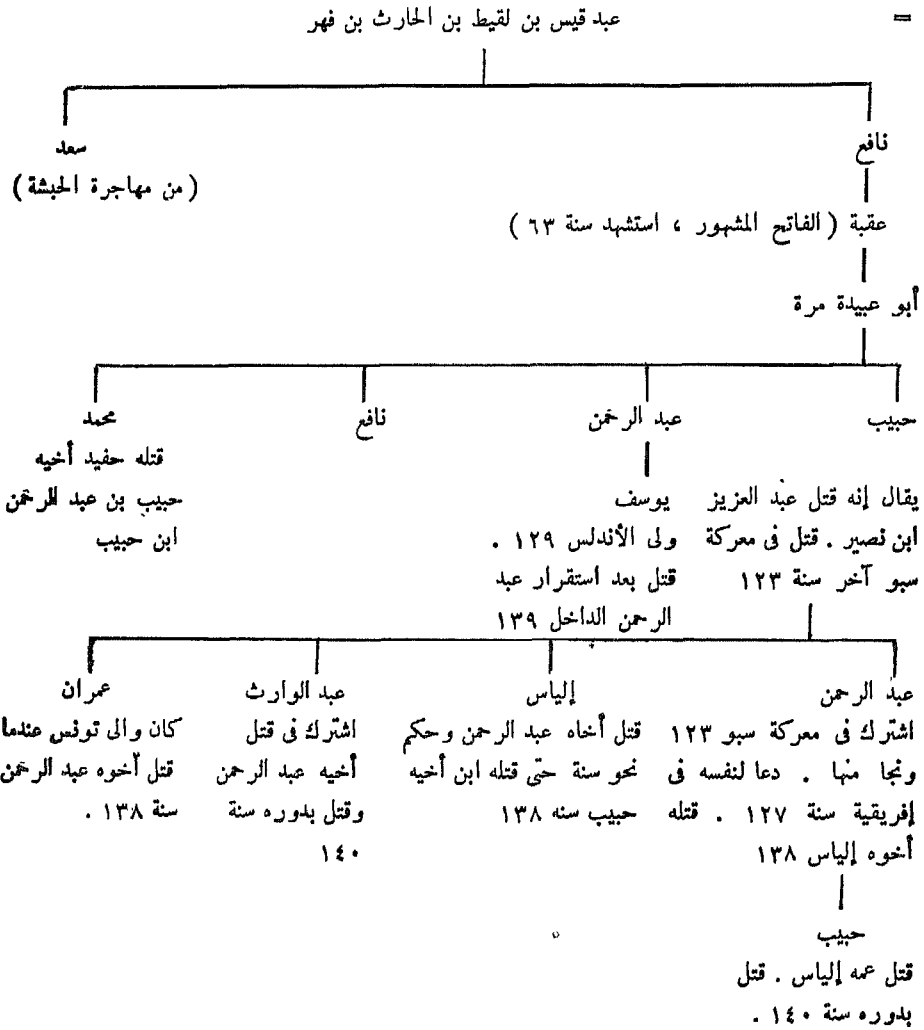 =
عبد قيس بن لقيط بن الحارث بن فهر
نافع
سعد
(من مهاجرة الحبشة)
عقبة (الفاتح المشهور ، استشهد سنة ٦٣)
أبو عبيدة مرة
حبيب
عبد الرحمن
نافع
محمد
يقال إنه قتل عبد العزيز
ابن نصير . قتل فى معركة
سبو آخر سنة ١٢٣
يوسف
ولى الأندلس ١٢٩ .
قتل بعد استقرار عبد
الرحمن الداخل ١٣٩
قتله حفيد أخيه
حبيب بن عبد الرحمن
ابن حبيب
عبد الرحمن
اشترك فى معركة سبو ١٢٣
ونجا منها . دعا لنفسه فى
إفريقية سنة ١٢٧ . قتله
أخوه إلياس ١٣٨
إلياس
قتل أخاه عبد الرحمن وحكم
نحو سنة حتى قتله ابن أخيه
حبيب سنه ١٣٨
عبد الوارث
اشترك فى قتل
أخيه عبد الرحمن
وقتل بدوره سنة
١٤٠
عمران
كان والى تونس عندما
قتل أخوه عبد الرحمن
سنة ١٣٨ .
حبيب
قتل عمه إلياس . قتل
بدوره سنة ١٤٠ .